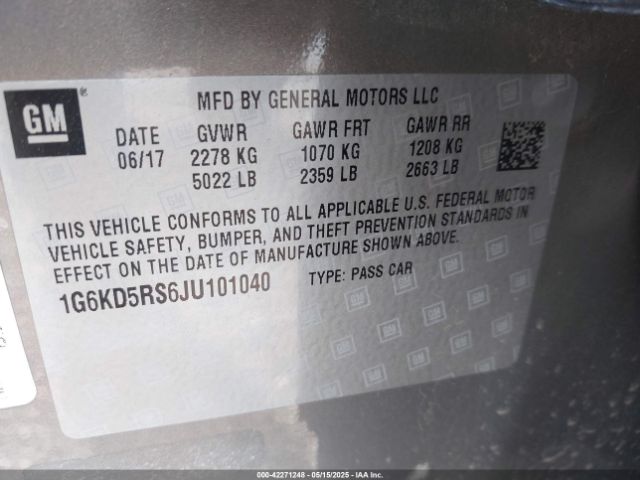 GM ®
MFD BY GENERAL MOTORS LLC
DATE GVWR GAWR FRT GAWR RR
06/17 2278 KG 1070 KG 1208 KG
5022 LB 2359 LB 2663 LB
THIS VEHICLE CONFORMS TO ALL APPLICABLE U.S. FEDERAL MOTOR
VEHICLE SAFETY, BUMPER, AND THEFT PREVENTION STANDARDS IN
EFFECT ON THE DATE OF MANUFACTURE SHOWN ABOVE.
1G6KD5RS6JU101040 TYPE: PASS CAR
000-42271248 - 05/15/2025 - IAA Inc.